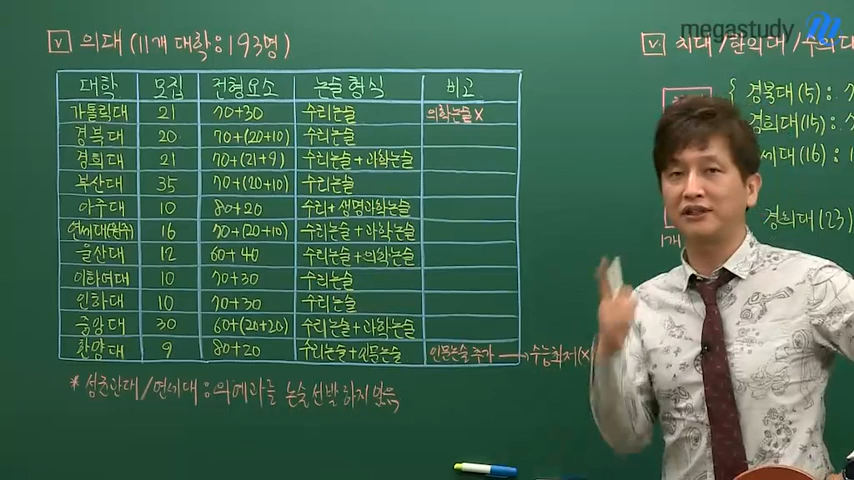 megastudy
v 의대 (11개 대학: 193명)
대학 모집 전형요소 논술형식 비고
가톨릭대 21 70+30 수리논술 의학논술 X
경북대 20 70+(20+10) 수리논술
경희대 21 70+(21+9) 수리논술+과학논술
부산대 35 70+(20+10) 수리논술
아주대 10 80+20 수리+생명과학논술
연세대(원주) 16 70+(20+10) 수리논술+과학논술
울산대 12 60+40 수리논술+의학논술
이화여대 10 70+30 수리논술
인하대 10 70+30 수리논술
중앙대 30 60+(20+20) 수리논술+과학논술
한양대 9 80+20 수리논술+인문논술 인문논술 추가 → 수능최저(X)
* 성균관대/연세대: 의예과를 논술선발 하지 않음
v 치대/한의대/수의대
{ 경북대(5):
경희대(15):
세대(16):
경희대(23)
1개